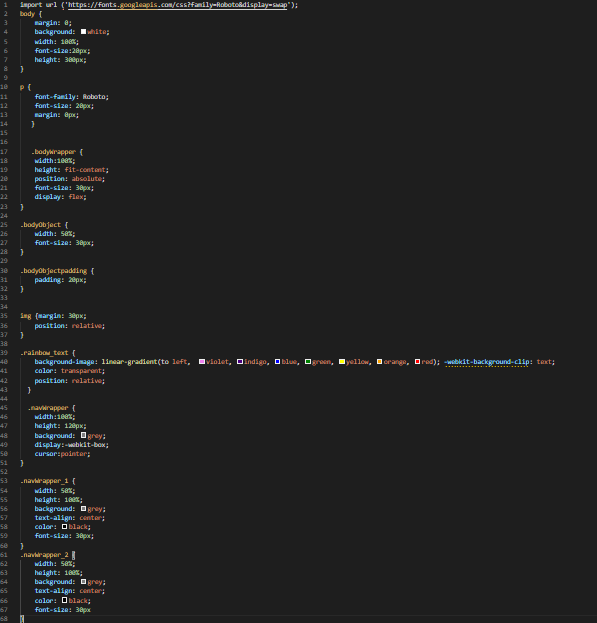 1 import url ('https://fonts.googleapis.com/css?family=Roboto&display=swap');
2 body {
3 margin: 0;
4 background: white;
5 width: 100%;
6 font-size:20px;
7 height: 300px;
8 }
9
10 p {
11 font-family: Roboto;
12 font-size: 20px;
13 margin: 0px;
14 }
15
16
17 .bodyWrapper {
18 width:100%;
19 height: fit-content;
20 position: absolute;
21 font-size: 30px;
22 display: flex;
23 }
24
25 .bodyObject {
26 width: 50%;
27 font-size: 30px;
28 }
29
30 .bodyObjectpadding {
31 padding: 20px;
32 }
33
34
35 img {margin: 30px;
36 position: relative;
37 }
38
39 .rainbow_text {
40 background-image: linear-gradient(to left, violet, indigo, blue, green, yellow, orange, red); -webkit-background-clip: text;
41 color: transparent;
42 position: relative;
43 }
44
45 .navWrapper {
46 width:100%;
47 height: 120px;
48 background: grey;
49 display:-webkit-box;
50 cursor:pointer;
51 }
52
53 .navWrapper_1 {
54 width: 50%;
55 height: 100%;
56 background: grey;
57 text-align: center;
58 color: black;
59 font-size: 30px;
60 }
61 .navWrapper_2 {
62 width: 50%;
63 height: 100%;
64 background: grey;
65 text-align: center;
66 color: black;
67 font-size: 30px
68 }